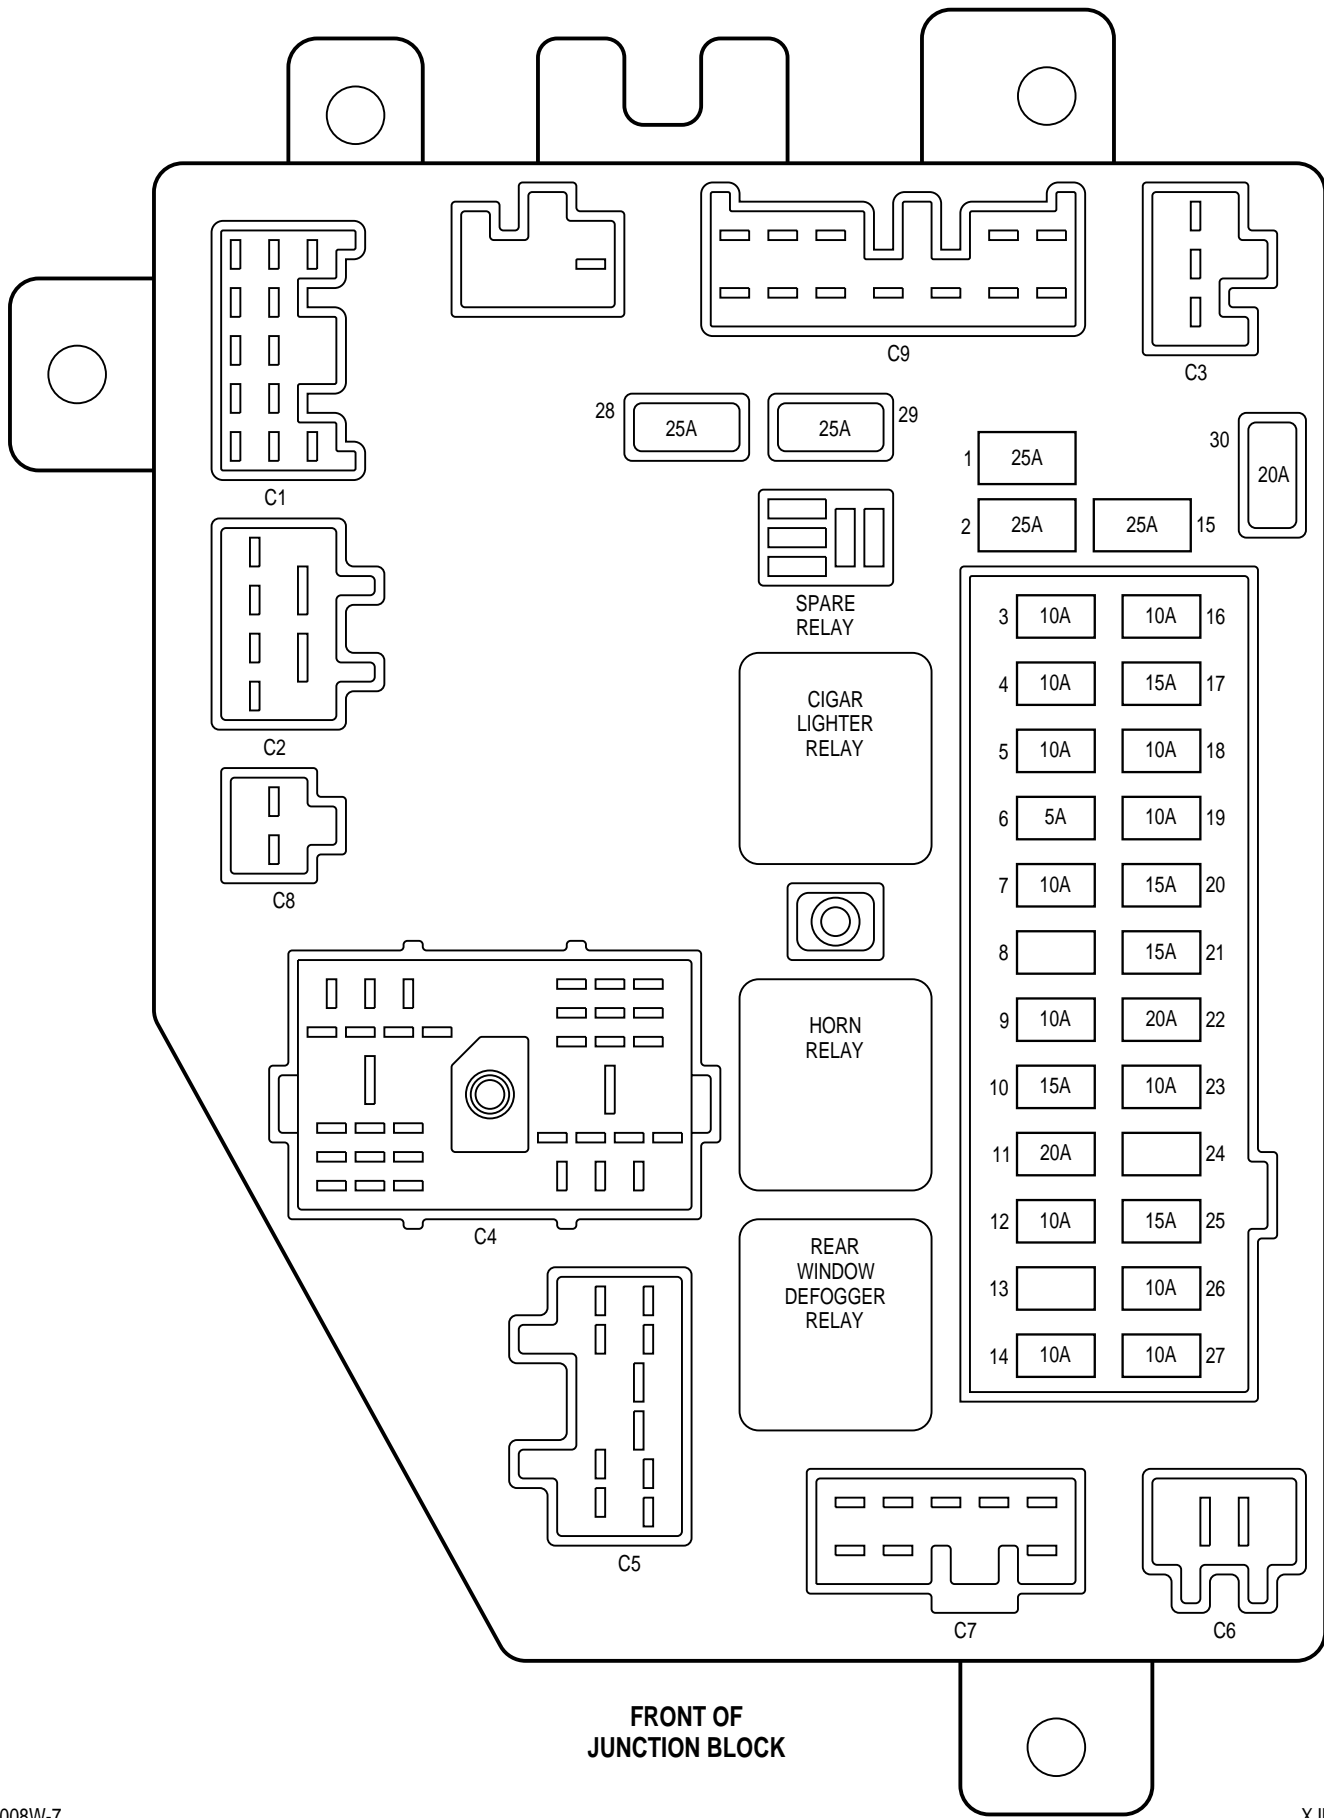 C9
C3
28 25A 25A 29
1 25A
30 20A
C1
2 25A 25A 15
SPARE
RELAY
3 10A 10A 16
4 10A 15A 17
CIGAR
LIGHTER
RELAY
C2
5 10A 10A 18
6 5A 10A 19
7 10A 15A 20
C8
8 15A 21
9 10A 20A 22
HORN
RELAY
10 15A 10A 23
11 20A 24
12 10A 15A 25
C4
REAR
WINDOW
DEFOGGER
RELAY
13 10A 26
14 10A 10A 27
C5
C7
C6
FRONT OF
JUNCTION BLOCK
008W-7